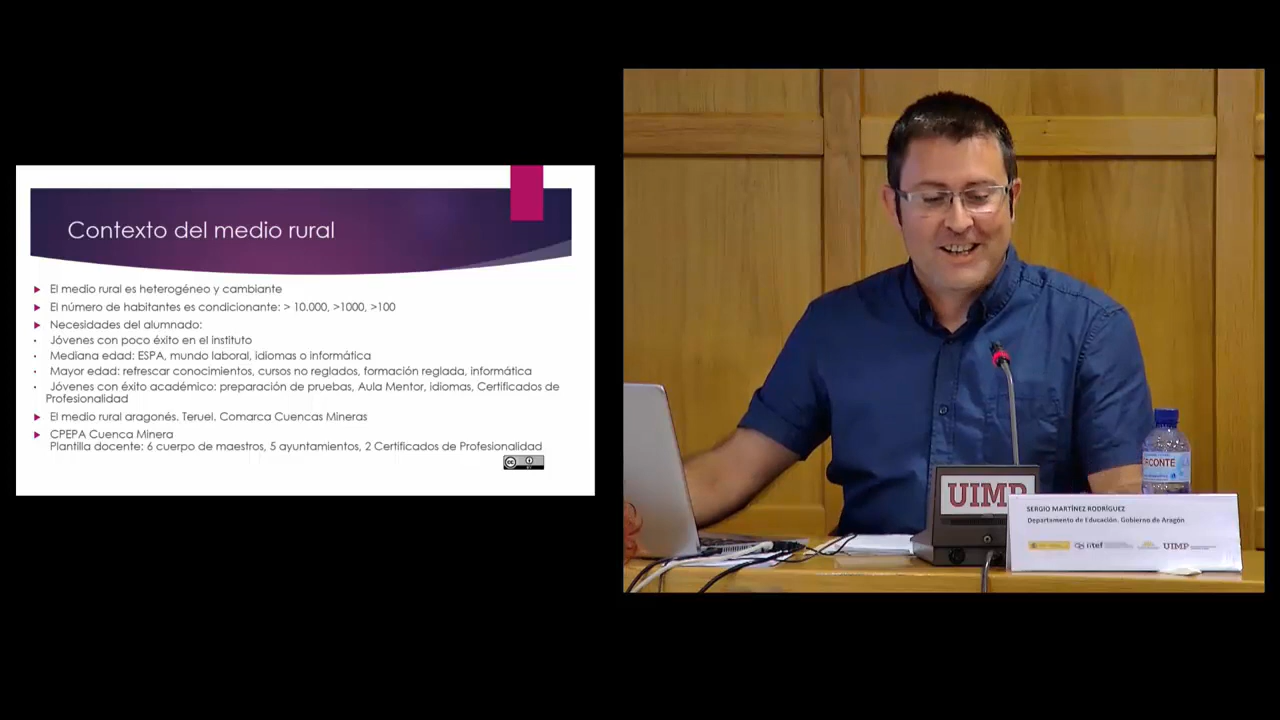 Contexto del medio rural
El medio rural es heterogéneo y cambiante
El número de habitantes es condicionante: > 10.000, >1000, >100
Necesidades del alumnado:
Jóvenes con poco éxito en el instituto
Mediana edad: ESPA, mundo laboral, idiomas o informática
Mayor edad: refrescar conocimientos, cursos no reglados, formación reglada, informática
Jóvenes con éxito académico: preparación de pruebas, Aula Mentor, idiomas, Certificados de
Profesionalidad
El medio rural aragonés. Teruel. Comarca Cuencas Mineras
CPEPA Cuenca Minera
Plantilla docente: 6 cuerpo de maestros, 5 ayuntamientos, 2 Certificados de Profesionalidad
cc
BY
UIMP
SERGIO MARTÍNEZ RODRÍGUEZ
Departamento de Educación. Gobierno de Aragón
intef
UIMP